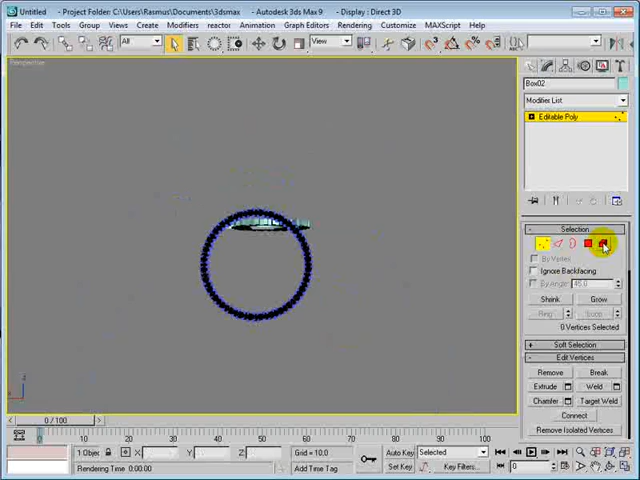 Untitled - Project Folder: C:\Users\Rasmus\Documents\3dsmax - Autodesk 3ds Max 9 - Display : Direct 3D
File Edit Tools Group Views Create Modifiers reactor Animation Graph Editors Rendering Customize MAXScript Help
All View
Perspective
Box02
Modifier List
Editable Poly
- Selection
By Vertex
Ignore Backfacing
By Angle: 45.0
Shrink Grow
Ring Loop
0 Vertices Selected
+ Soft Selection
- Edit Vertices
Remove Break
Extrude Weld
Chamfer Target Weld
Connect
Remove Isolated Vertices
z
x
0 / 100
0 10 20 30 40 50 60 70 80 90 100
1 Objec X: Y: Z: Grid = 10.0 Auto Key Selected
Rendering Time 0:00:00 Add Time Tag Set Key Key Filters... 0